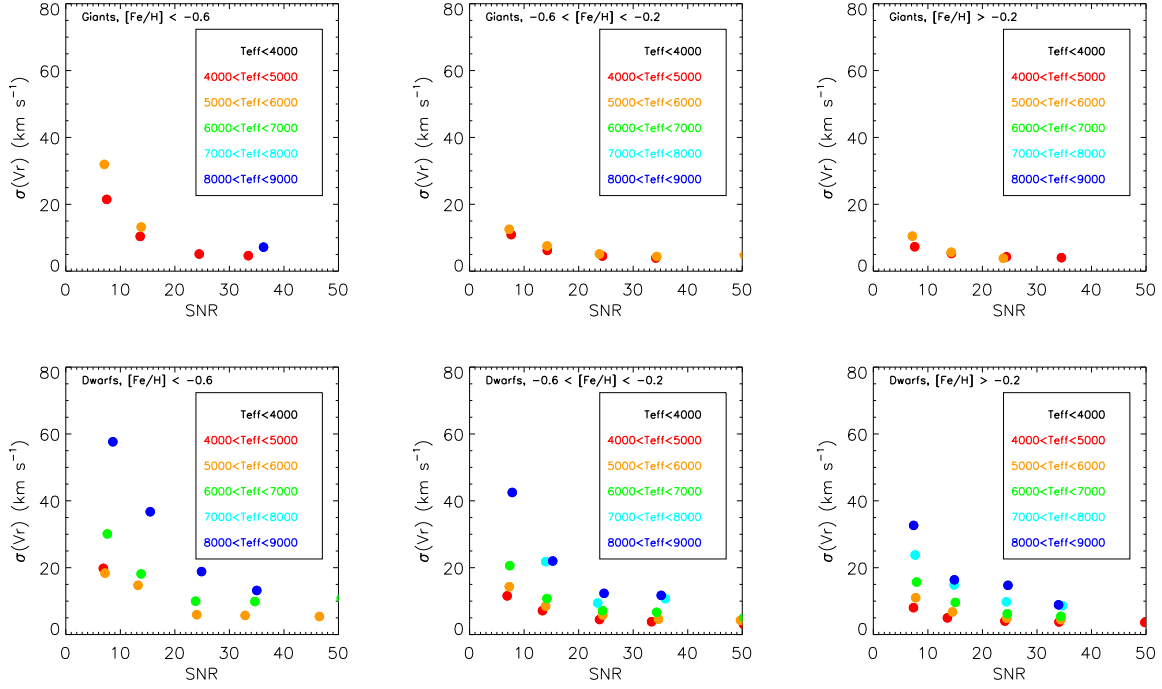 Giants, [Fe/H] < −0.6
Teff<4000
4000<Teff<5000
5000<Teff<6000
6000<Teff<7000
7000<Teff<8000
8000<Teff<9000
80
60
40
20
0
σ(Vr) (km s⁻¹)
0 10 20 30 40 50
SNR
Giants, −0.6 < [Fe/H] < −0.2
Teff<4000
4000<Teff<5000
5000<Teff<6000
6000<Teff<7000
7000<Teff<8000
8000<Teff<9000
80
60
40
20
0
σ(Vr) (km s⁻¹)
0 10 20 30 40 50
SNR
Giants, [Fe/H] > −0.2
Teff<4000
4000<Teff<5000
5000<Teff<6000
6000<Teff<7000
7000<Teff<8000
8000<Teff<9000
80
60
40
20
0
σ(Vr) (km s⁻¹)
0 10 20 30 40 50
SNR
Dwarfs, [Fe/H] < −0.6
Teff<4000
4000<Teff<5000
5000<Teff<6000
6000<Teff<7000
7000<Teff<8000
8000<Teff<9000
80
60
40
20
0
σ(Vr) (km s⁻¹)
0 10 20 30 40 50
SNR
Dwarfs, −0.6 < [Fe/H] < −0.2
Teff<4000
4000<Teff<5000
5000<Teff<6000
6000<Teff<7000
7000<Teff<8000
8000<Teff<9000
80
60
40
20
0
σ(Vr) (km s⁻¹)
0 10 20 30 40 50
SNR
Dwarfs, [Fe/H] > −0.2
Teff<4000
4000<Teff<5000
5000<Teff<6000
6000<Teff<7000
7000<Teff<8000
8000<Teff<9000
80
60
40
20
0
σ(Vr) (km s⁻¹)
0 10 20 30 40 50
SNR